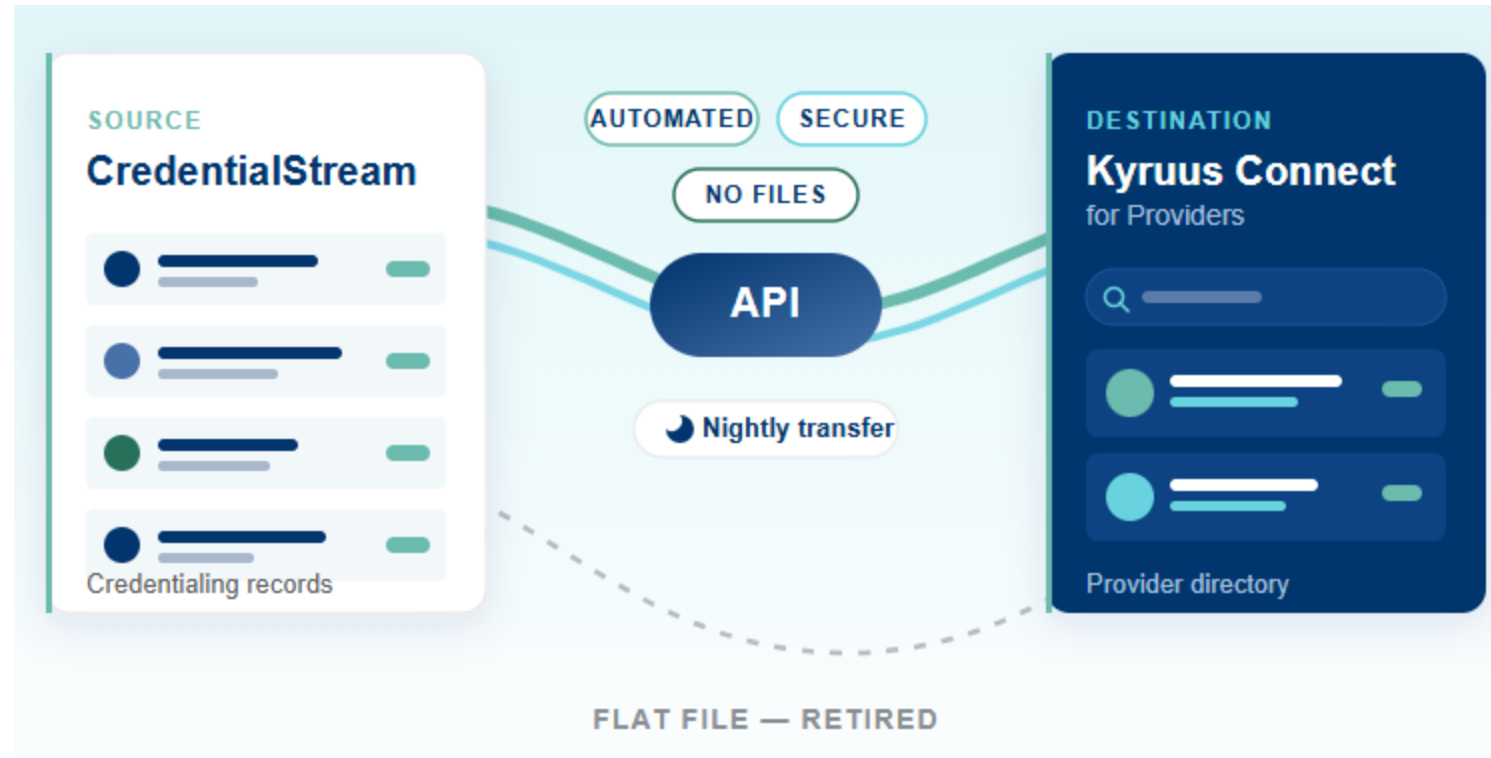 SOURCE
CredentialStream
Credentialing records
AUTOMATED
SECURE
NO FILES
API
Nightly transfer
FLAT FILE — RETIRED
DESTINATION
Kyruus Connect
for Providers
Provider directory